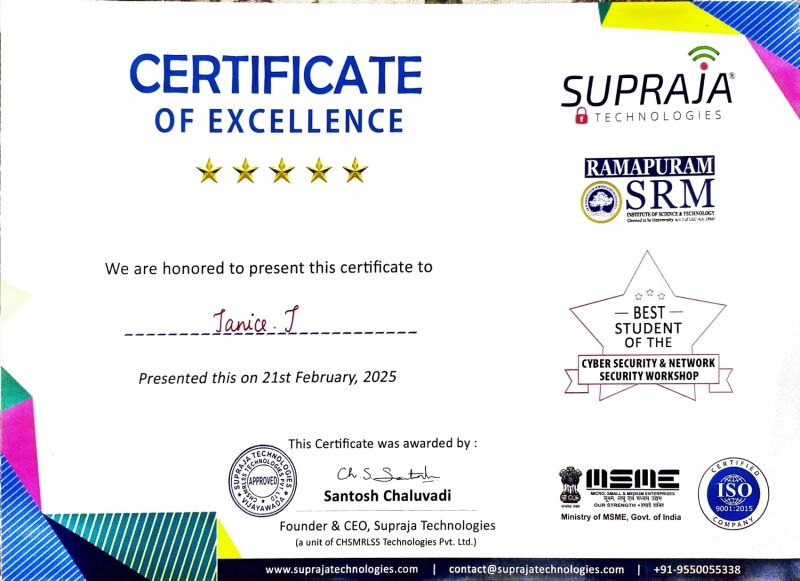 CERTIFICATE
OF EXCELLENCE
SUPRAJA®
TECHNOLOGIES
RAMAPURAM
SRM
INSTITUTE OF SCIENCE & TECHNOLOGY
(Deemed to be University u/s 3 of UGC Act, 1956)
We are honored to present this certificate to
Janice. J
Presented this on 21st February, 2025
BEST
STUDENT
OF THE
CYBER SECURITY & NETWORK
SECURITY WORKSHOP
This Certificate was awarded by :
SUPRAJA TECHNOLOGIES
CHSMRLSS TECHNOLOGIES PVT. LTD
APPROVED
VIJAYAWADA
Santosh Chaluvadi
Founder & CEO, Supraja Technologies
(a unit of CHSMRLSS Technologies Pvt. Ltd.)
MSME
MICRO, SMALL & MEDIUM ENTERPRISES
सूक्ष्म, लघु एवं मध्यम उद्यम
OUR STRENGTH • हमारी शक्ति
Ministry of MSME, Govt. of India
CERTIFIED
ISO
9001:2015
COMPANY
www.suprajatechnologies.com | contact@suprajatechnologies.com | +91-9550055338